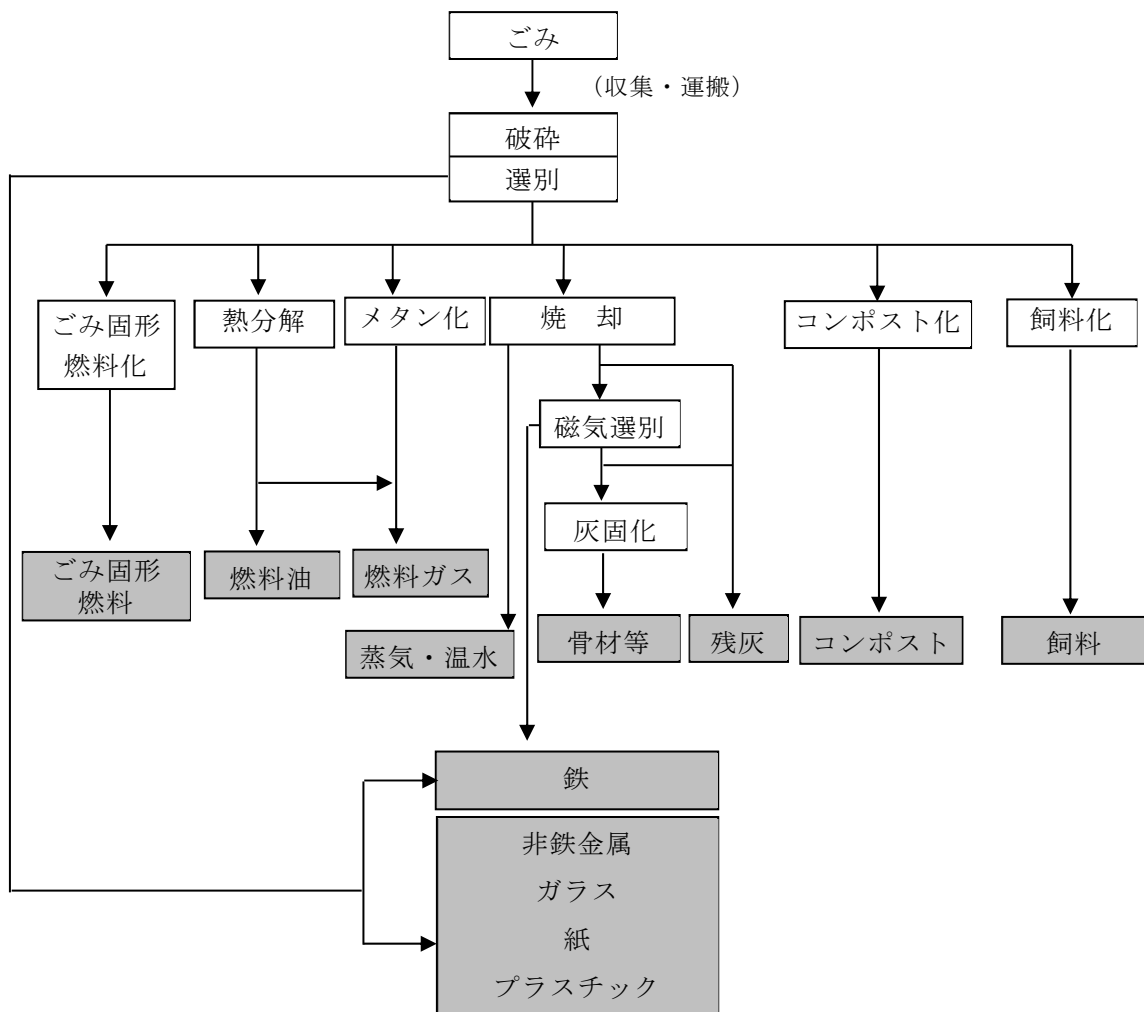 ごみ
（収集・運搬）
破砕
選別
ごみ固形
燃料化
熱分解
メタン化
焼　却
コンポスト化
飼料化
磁気選別
灰固化
ごみ固形
燃料
燃料油
燃料ガス
蒸気・温水
骨材等
残灰
コンポスト
飼料
鉄
非鉄金属
ガラス
紙
プラスチック